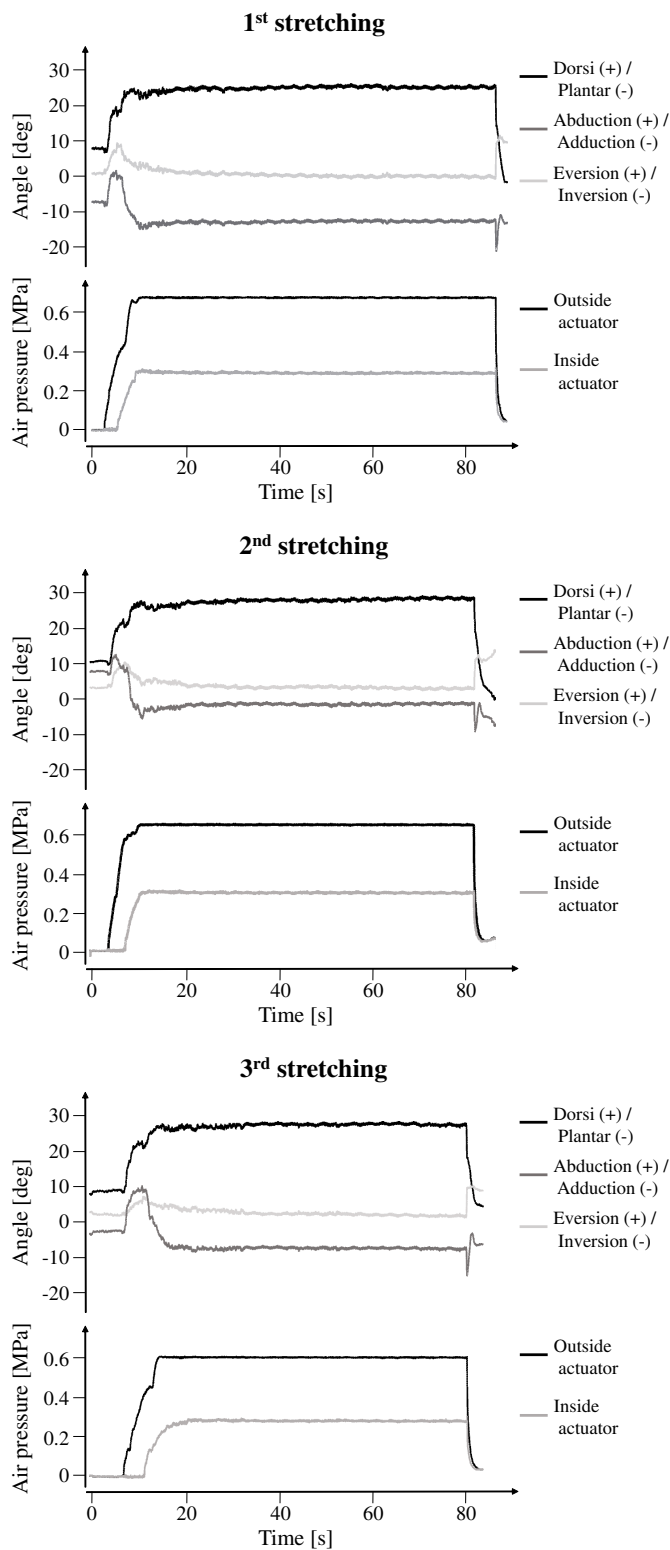 1st stretching
Angle [deg]
30
20
10
0
-10
-20
Dorsi (+) /
Plantar (-)
Abduction (+) /
Adduction (-)
Eversion (+) /
Inversion (-)
Air pressure [MPa]
0.6
0.4
0.2
0
Outside
actuator
Inside
actuator
0 20 40 60 80
Time [s]
2nd stretching
Angle [deg]
30
20
10
0
-10
-20
Dorsi (+) /
Plantar (-)
Abduction (+) /
Adduction (-)
Eversion (+) /
Inversion (-)
Air pressure [MPa]
0.6
0.4
0.2
0
Outside
actuator
Inside
actuator
0 20 40 60 80
Time [s]
3rd stretching
Angle [deg]
30
20
10
0
-10
-20
Dorsi (+) /
Plantar (-)
Abduction (+) /
Adduction (-)
Eversion (+) /
Inversion (-)
Air pressure [MPa]
0.6
0.4
0.2
0
Outside
actuator
Inside
actuator
0 20 40 60 80
Time [s]